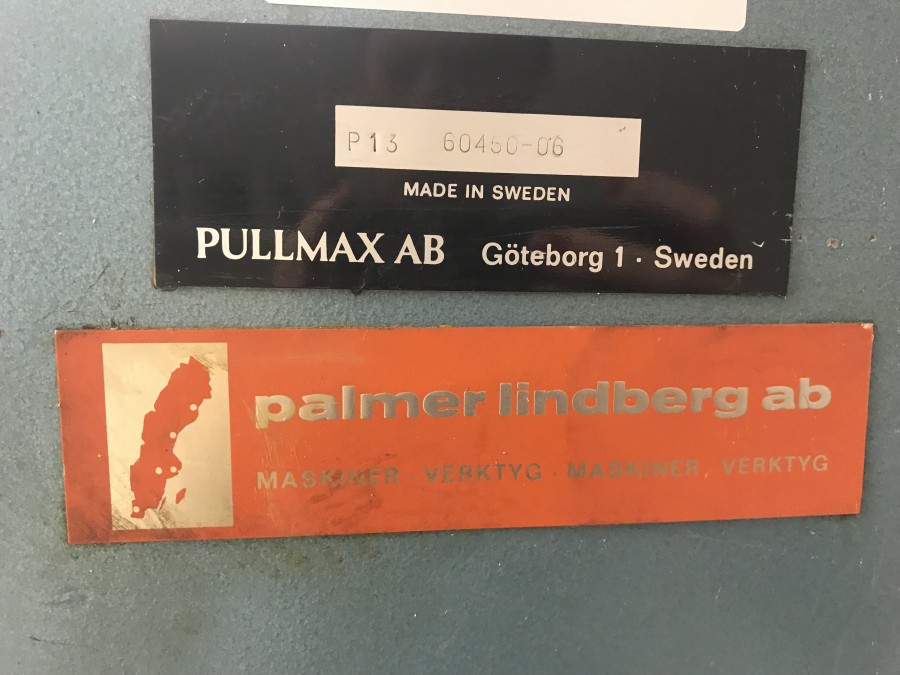 P13 60450-06
MADE IN SWEDEN
PULLMAX AB Göteborg 1 · Sweden
palmer lindberg ab
MASKINER · VERKTYG · MASKINER, VERKTYG